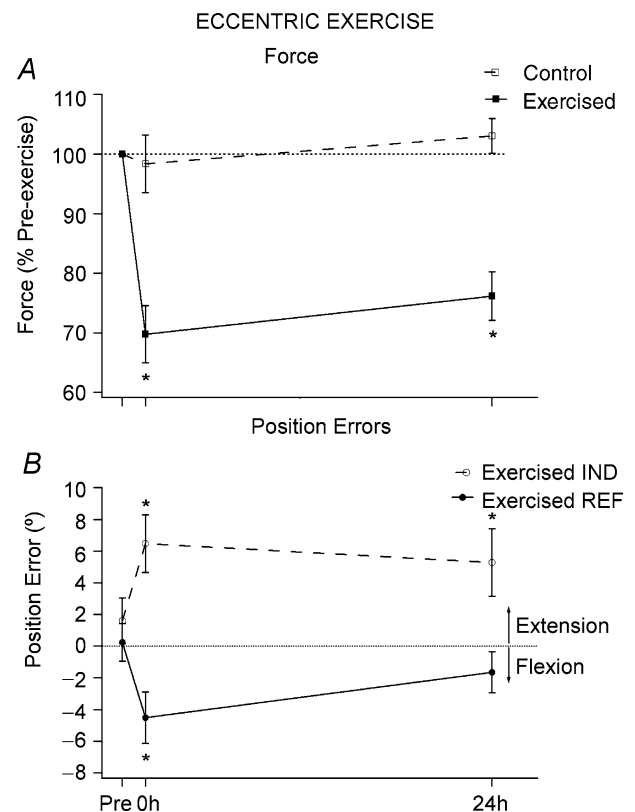 ECCENTRIC EXERCISE
Force
A
Control
Exercised
110
100
90
80
70
60
Force (% Pre-exercise)
*
*
Position Errors
B
Exercised IND
Exercised REF
10
8
6
4
2
0
−2
−4
−6
−8
Position Error (º)
*
*
*
Extension
Flexion
Pre 0h 24h